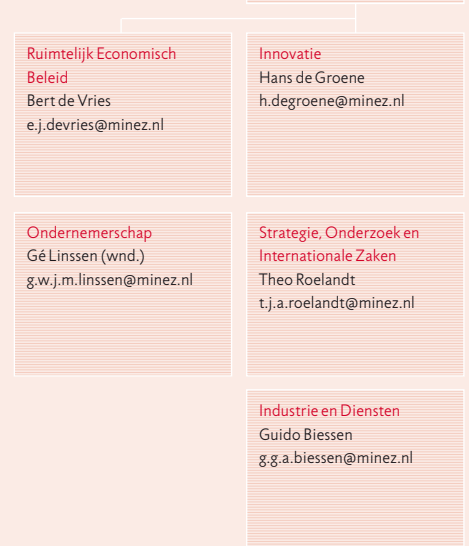 Ruimtelijk Economisch
Beleid
Bert de Vries
e.j.devries@minez.nl
Innovatie
Hans de Groene
h.degroene@minez.nl
Ondernemerschap
Gé Linssen (wnd.)
g.w.j.m.linssen@minez.nl
Strategie, Onderzoek en
Internationale Zaken
Theo Roelandt
t.j.a.roelandt@minez.nl
Industrie en Diensten
Guido Biessen
g.g.a.biessen@minez.nl